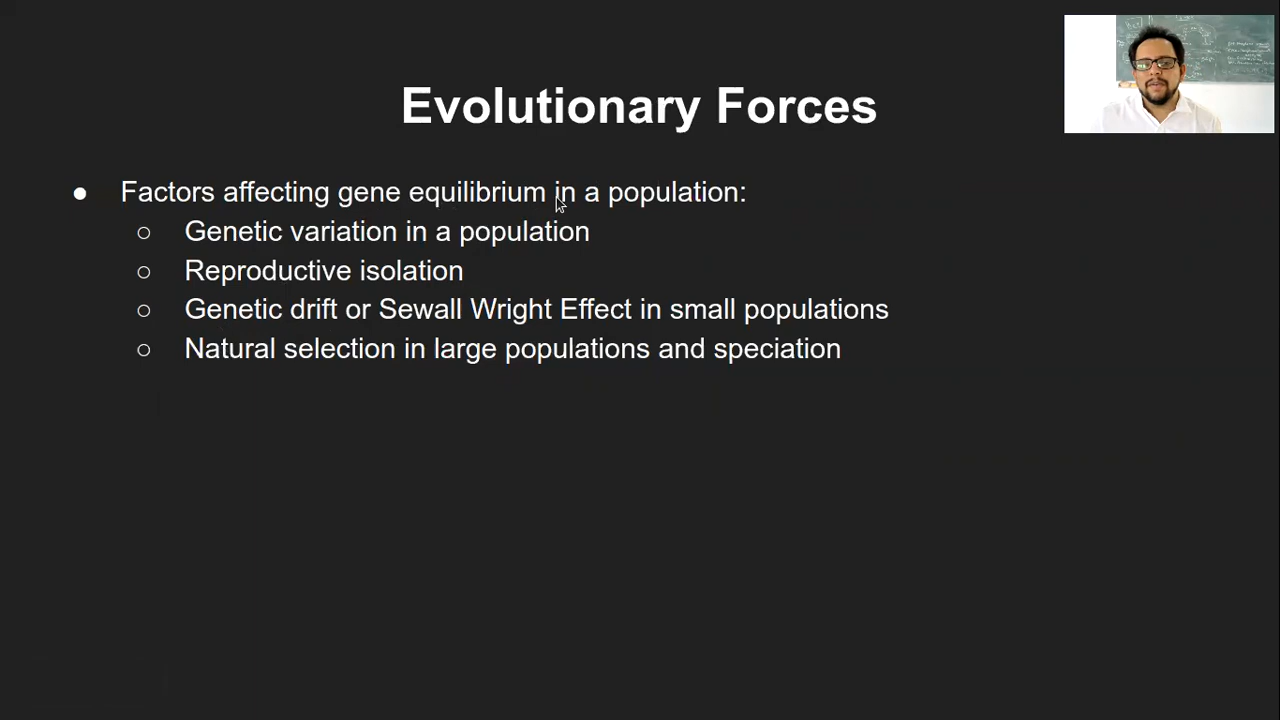 Evolutionary Forces
● Factors affecting gene equilibrium in a population:
○ Genetic variation in a population
○ Reproductive isolation
○ Genetic drift or Sewall Wright Effect in small populations
○ Natural selection in large populations and speciation